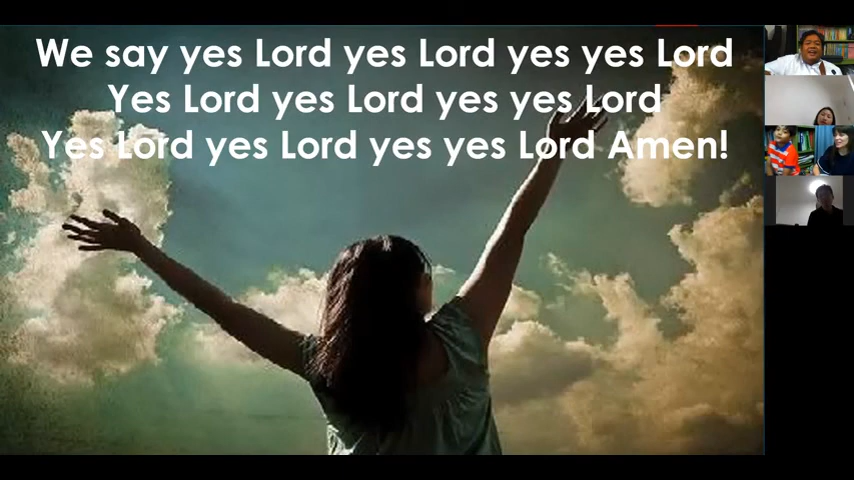 We say yes Lord yes Lord yes yes Lord
Yes Lord yes Lord yes yes Lord
Yes Lord yes Lord yes yes Lord Amen!